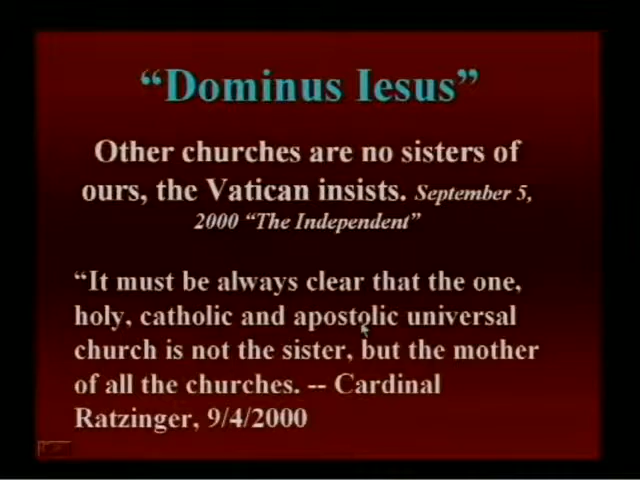 “Dominus Iesus”
Other churches are no sisters of
ours, the Vatican insists. September 5,
2000 “The Independent”
“It must be always clear that the one,
holy, catholic and apostolic universal
church is not the sister, but the mother
of all the churches. -- Cardinal
Ratzinger, 9/4/2000